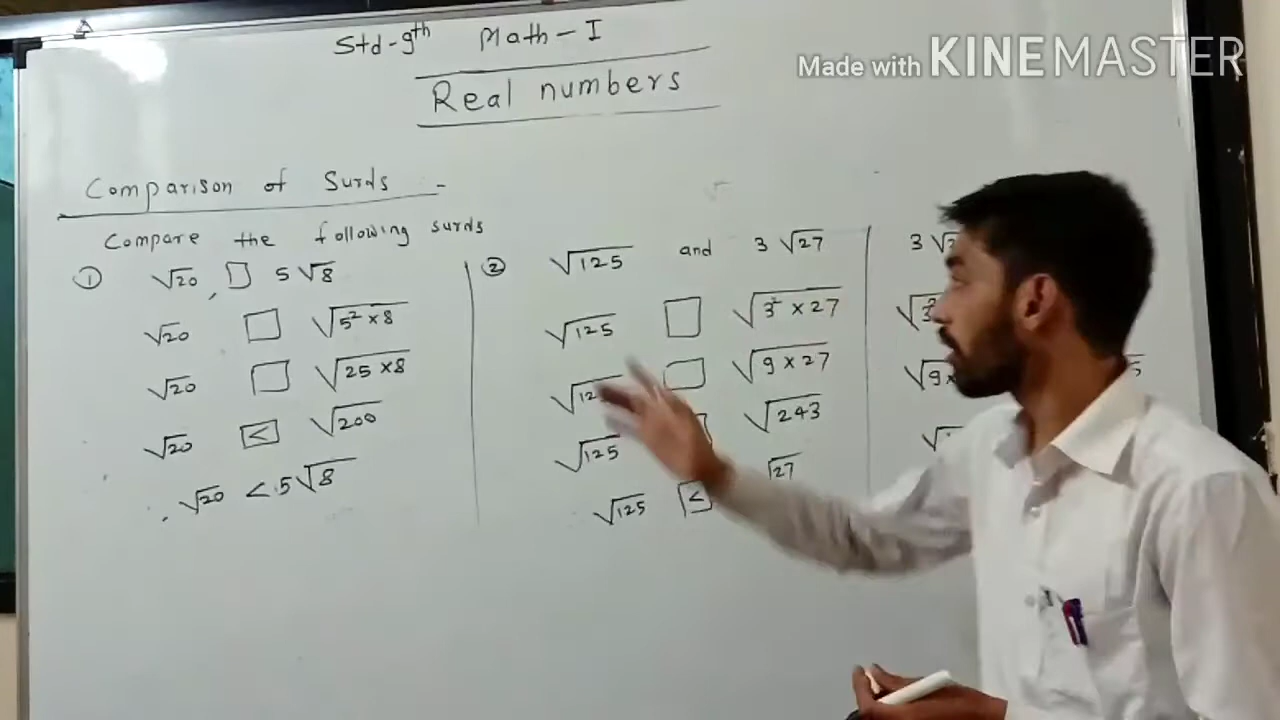 Made with KINEMASTER
Std-9th Math-I
Real numbers
Comparison of Surds -
Compare the following surds
① √20 □ 5√8
√20 □ √5² × 8
√20 □ √25 × 8
√20 < √200
√20 < 5√8
② √125 and 3√27
√125 □ √3² × 27
√9 × 27
√125 √243
√125 <
√27
3